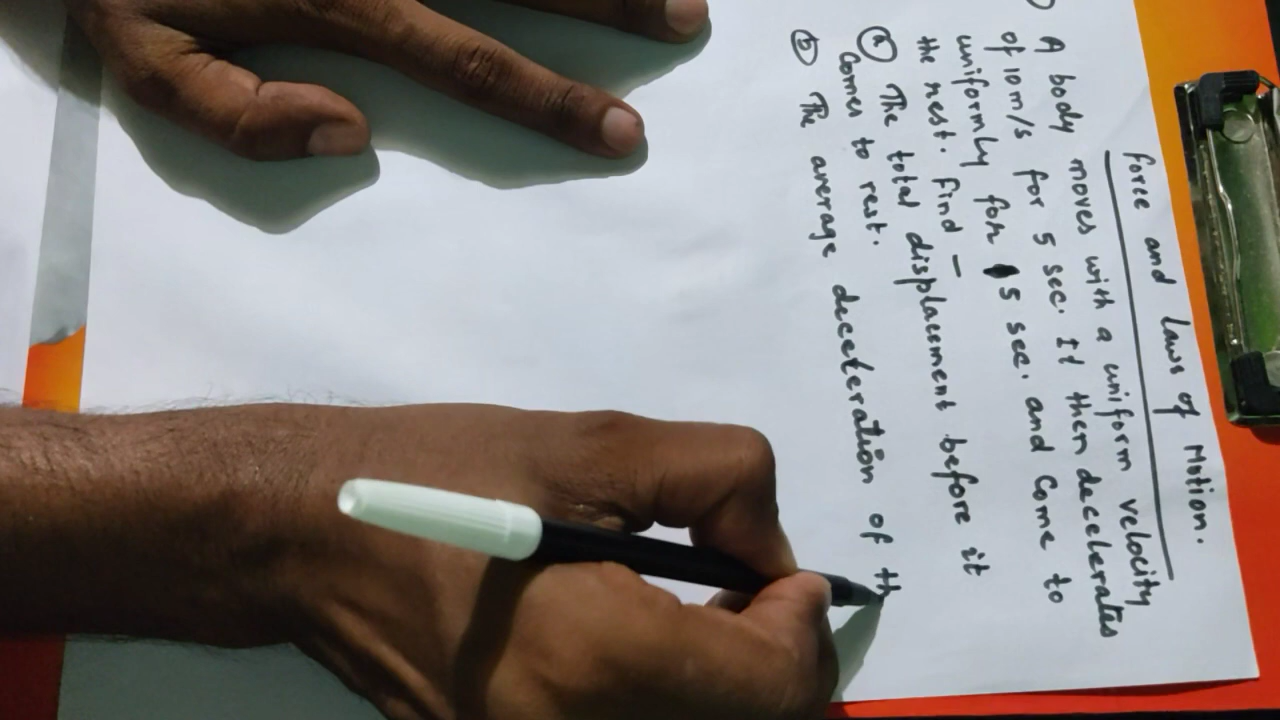 Force and Laws of Motion.
A body moves with a uniform velocity
of 10 m/s for 5 sec. It then decelerates
uniformly for 5 sec. and Come to
the rest. Find -
(a) The total displacement before it
Comes to rest.
(b) The average deceleration of th